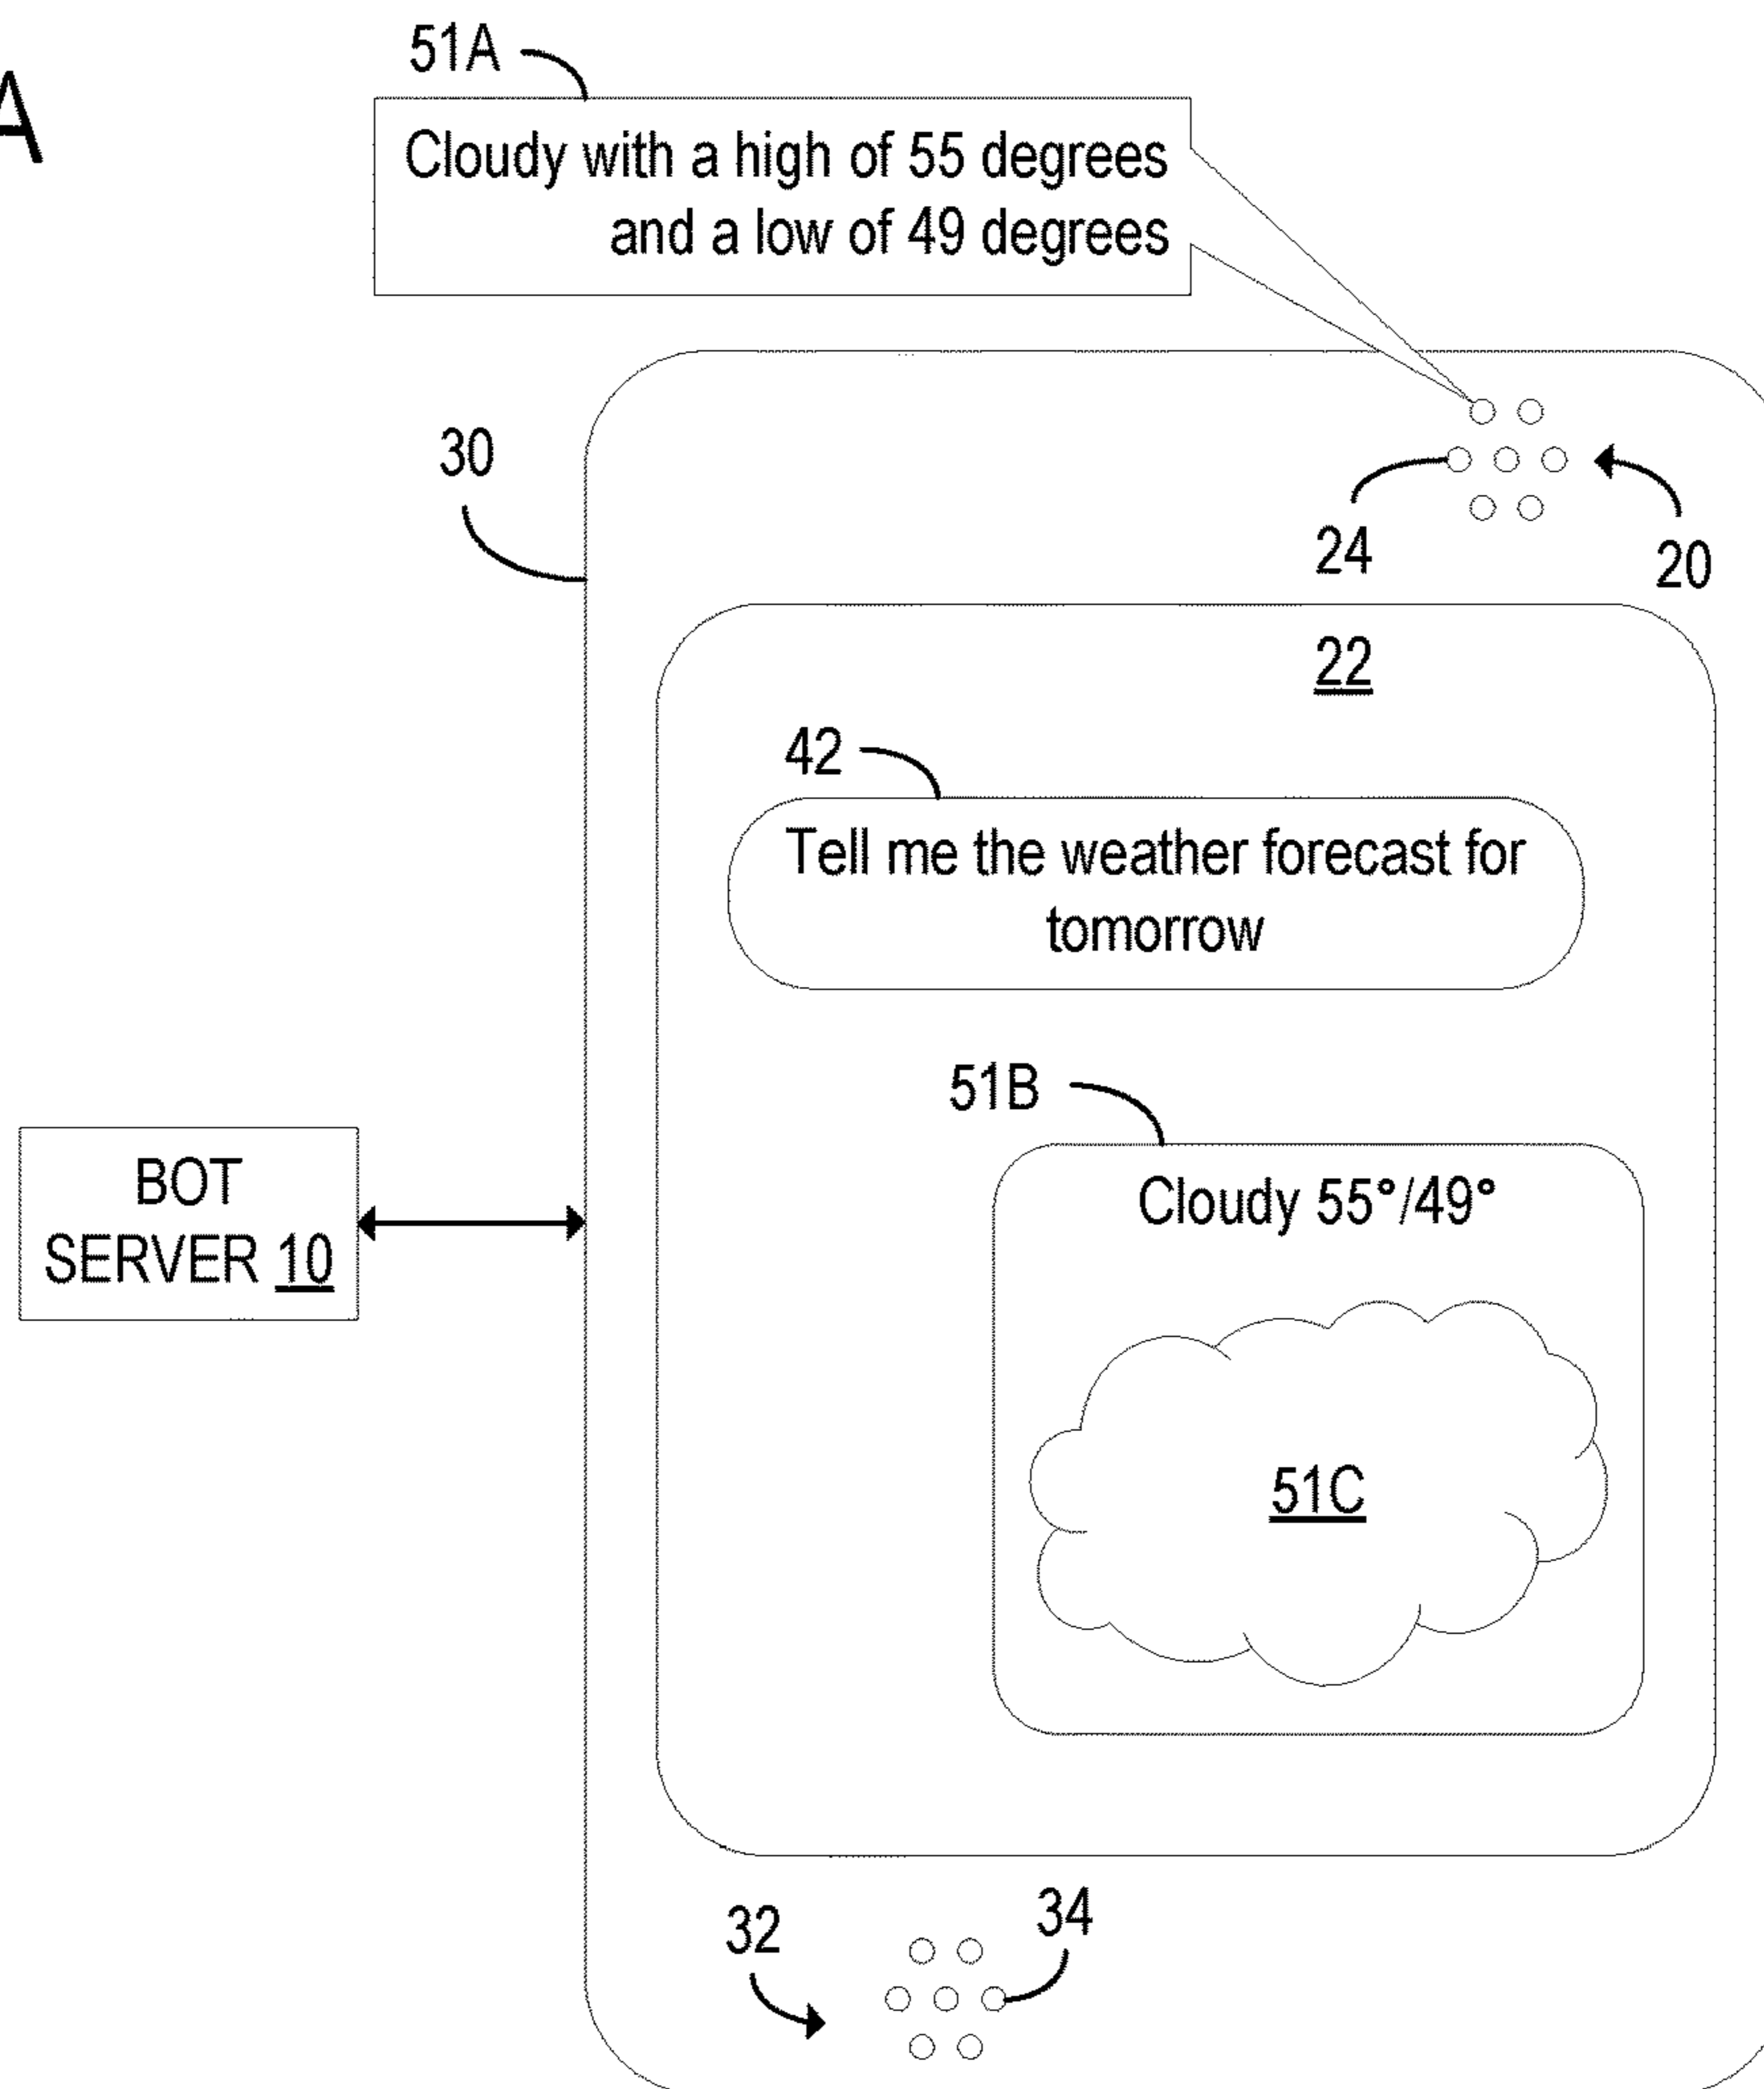 A
51A
Cloudy with a high of 55 degrees
and a low of 49 degrees
30
24
20
22
42
Tell me the weather forecast for
tomorrow
51B
BOT
SERVER 10
Cloudy 55°/49°
51C
32
34